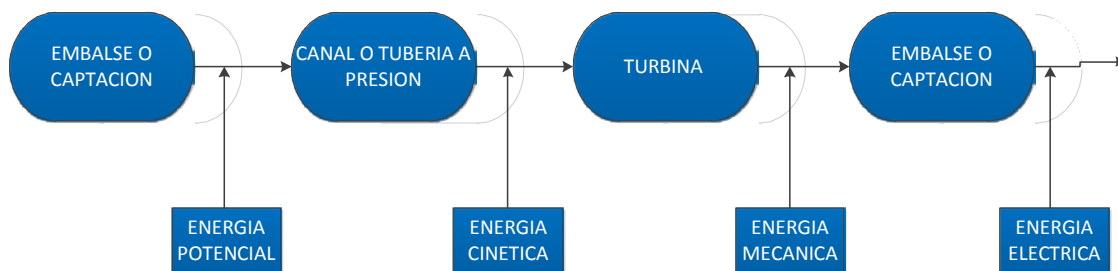 EMBALSE O
CAPTACION
CANAL O TUBERIA A
PRESION
TURBINA
EMBALSE O
CAPTACION
ENERGIA
POTENCIAL
ENERGIA
CINETICA
ENERGIA
MECANICA
ENERGIA
ELECTRICA